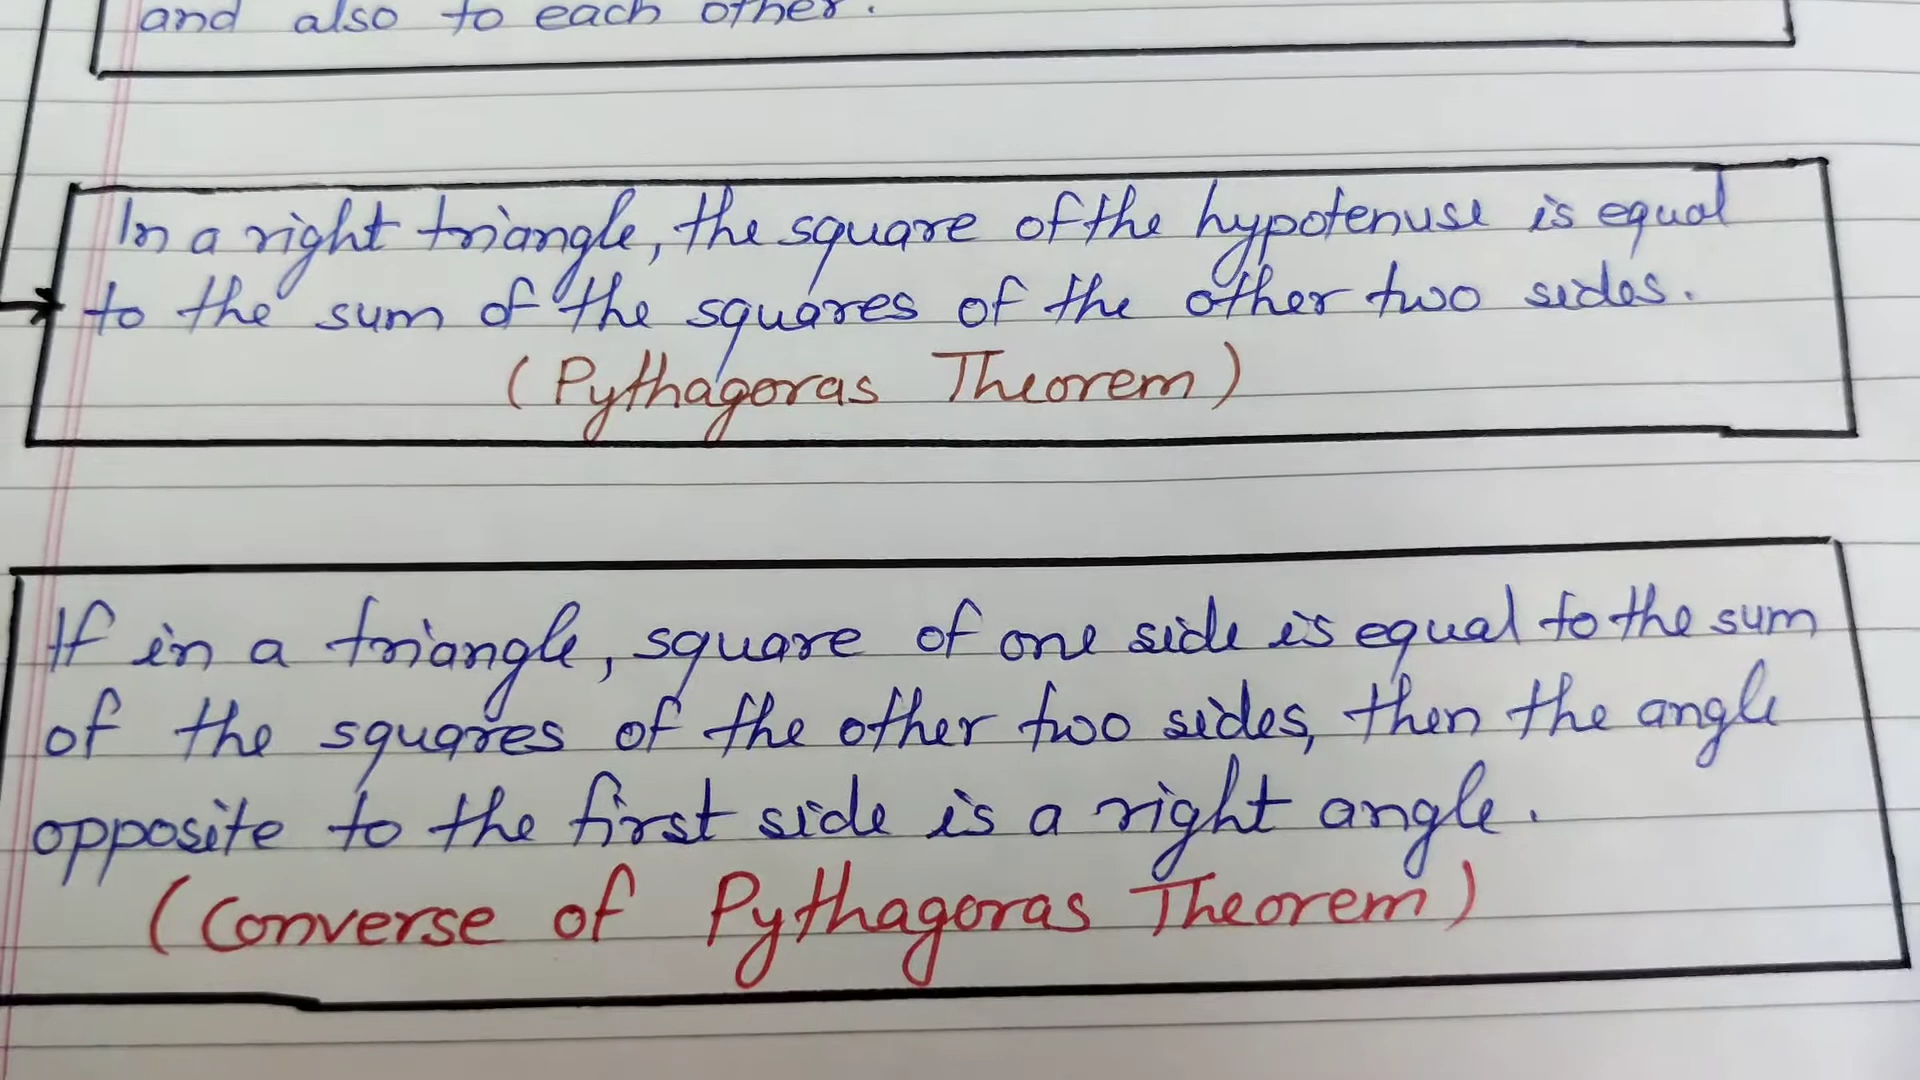 and also to each other.
In a right triangle, the square of the hypotenuse is equal
to the sum of the squares of the other two sides.
(Pythagoras Theorem)
If in a triangle, square of one side is equal to the sum
of the squares of the other two sides, then the angle
opposite to the first side is a right angle.
(Converse of Pythagoras Theorem)